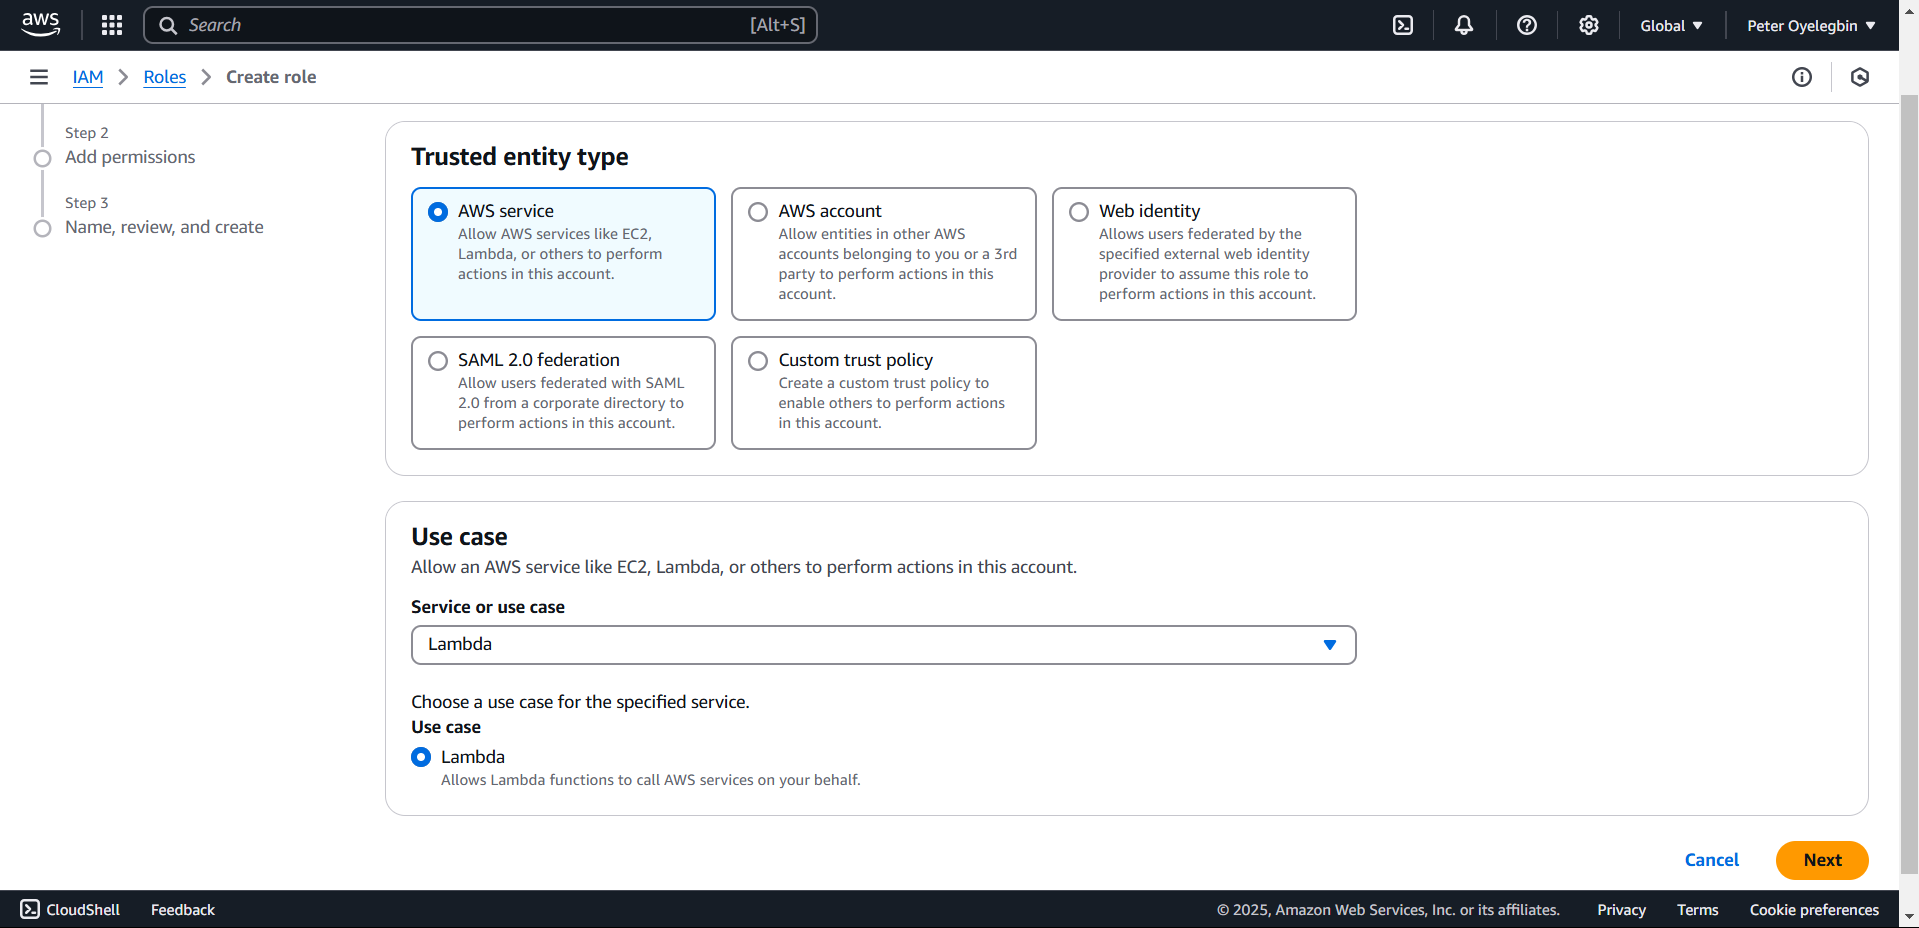 aws
Search [Alt+S]
Global
Peter Oyelegbin
IAM
Roles
Create role
Step 2
Add permissions
Step 3
Name, review, and create
Trusted entity type
AWS service
Allow AWS services like EC2,
Lambda, or others to perform
actions in this account.
AWS account
Allow entities in other AWS
accounts belonging to you or a 3rd
party to perform actions in this
account.
Web identity
Allows users federated by the
specified external web identity
provider to assume this role to
perform actions in this account.
SAML 2.0 federation
Allow users federated with SAML
2.0 from a corporate directory to
perform actions in this account.
Custom trust policy
Create a custom trust policy to
enable others to perform actions
in this account.
Use case
Allow an AWS service like EC2, Lambda, or others to perform actions in this account.
Service or use case
Lambda
Choose a use case for the specified service.
Use case
Lambda
Allows Lambda functions to call AWS services on your behalf.
Cancel
Next
CloudShell
Feedback
© 2025, Amazon Web Services, Inc. or its affiliates.
Privacy
Terms
Cookie preferences